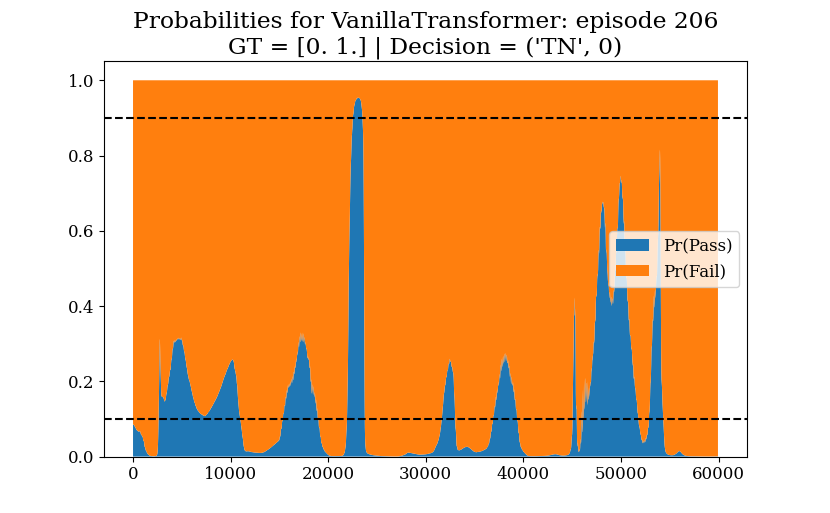 Probabilities for VanillaTransformer: episode 206
GT = [0. 1.] | Decision = ('TN', 0)
1.0
0.8
0.6
0.4
0.2
0.0
Pr(Pass)
Pr(Fail)
0 10000 20000 30000 40000 50000 60000